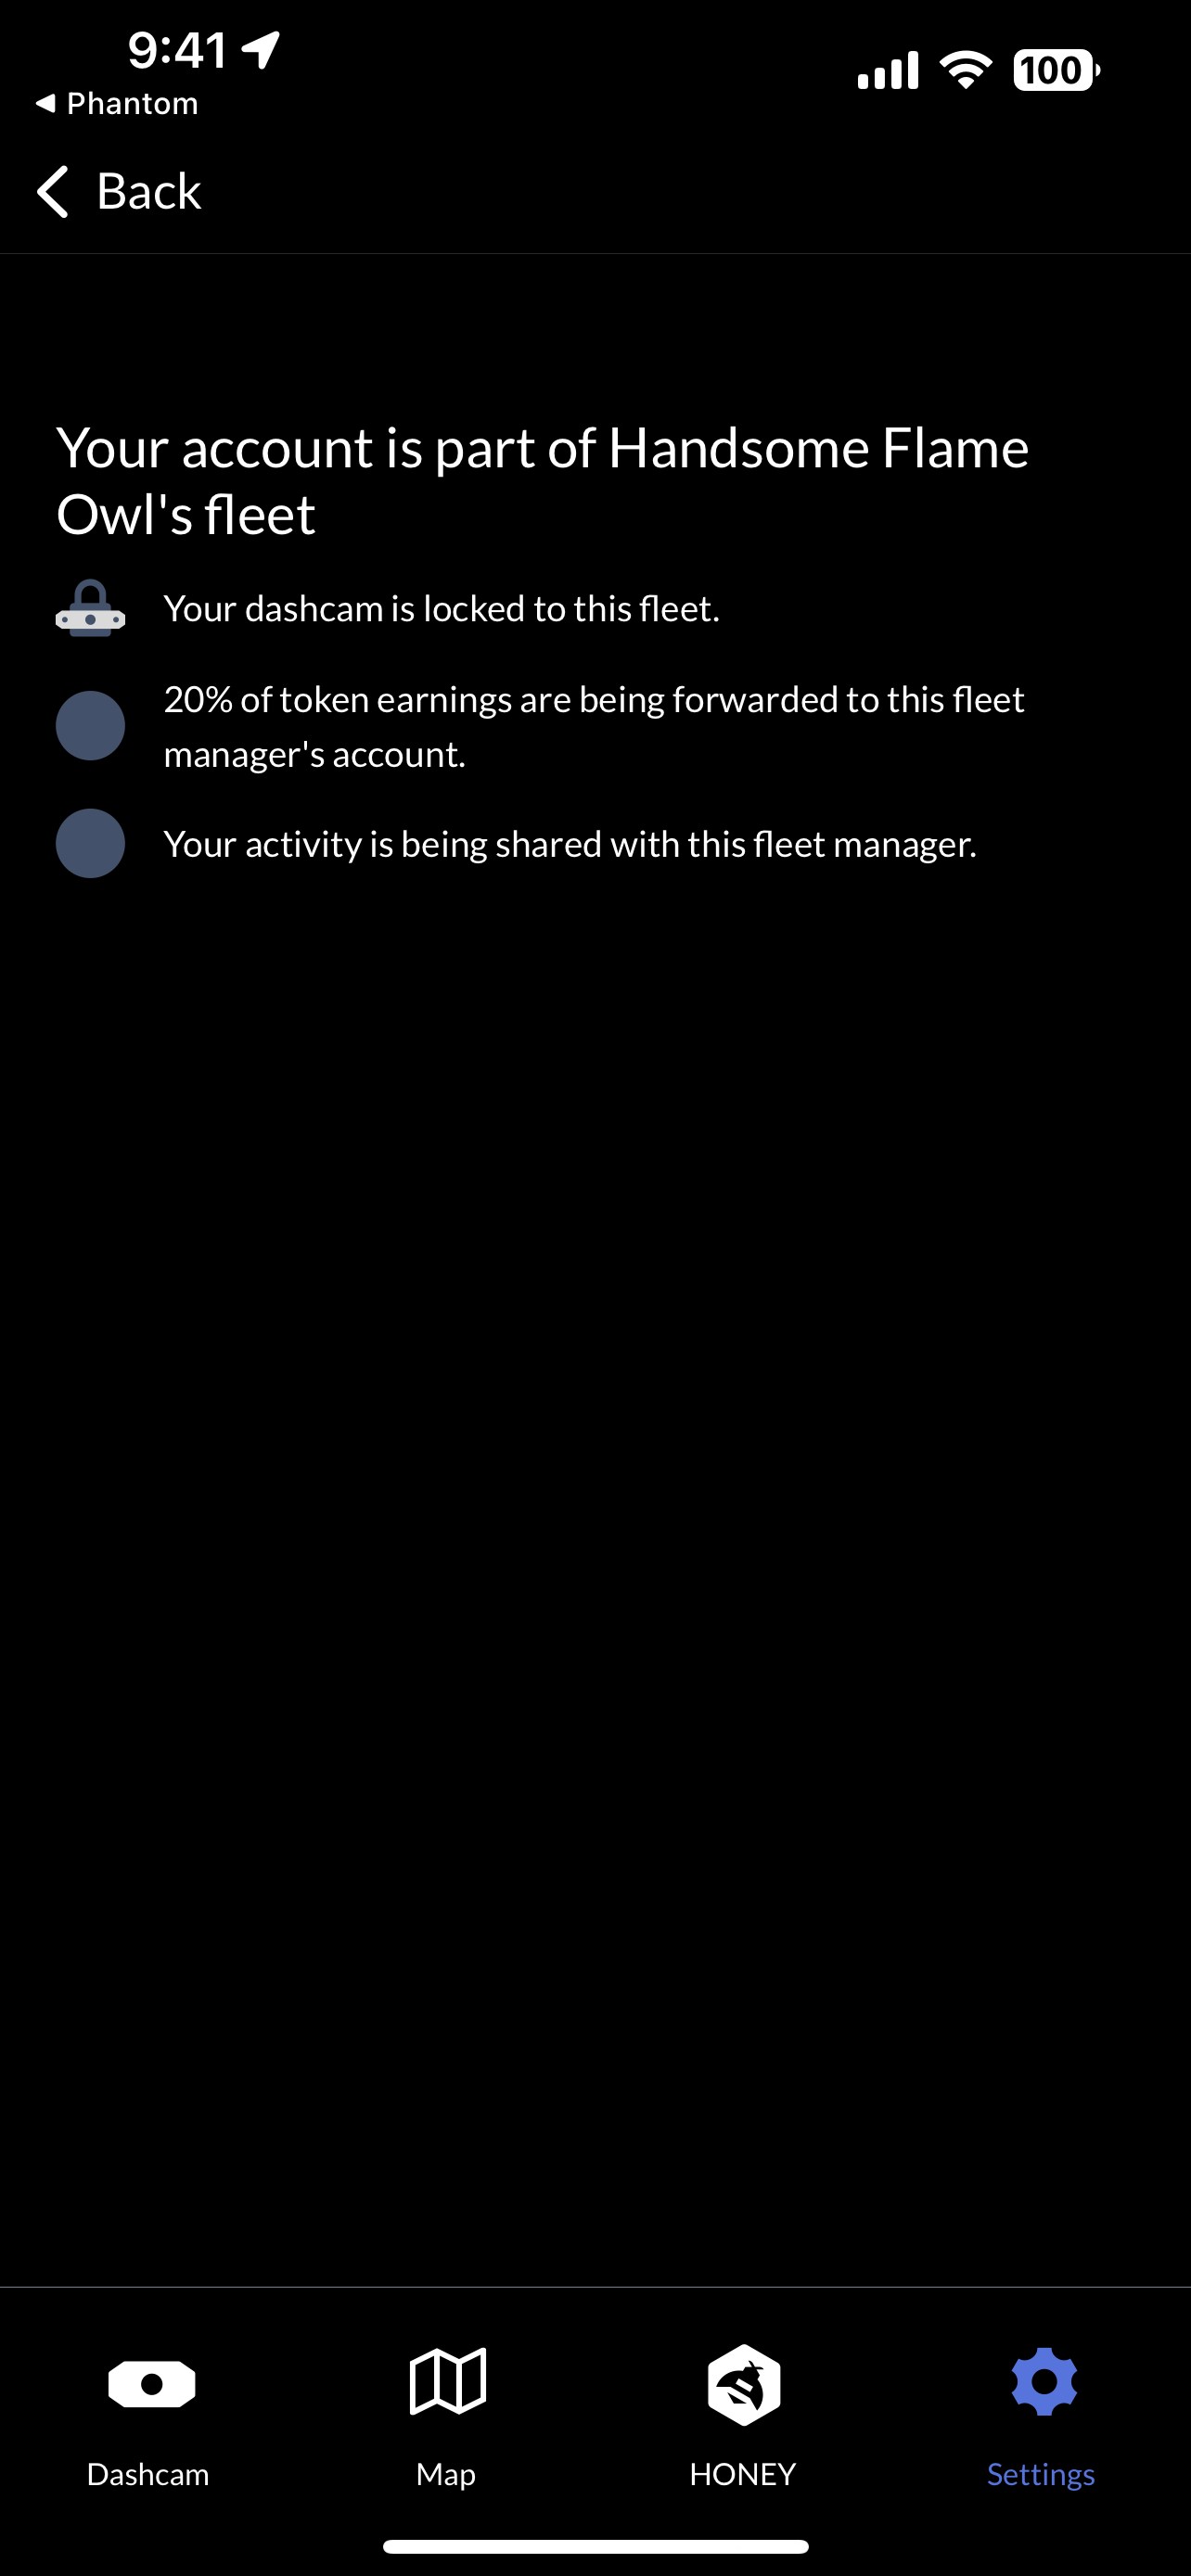 9:41
100
Phantom
Back
Your account is part of Handsome Flame
Owl's fleet
Your dashcam is locked to this fleet.
20% of token earnings are being forwarded to this fleet
manager's account.
Your activity is being shared with this fleet manager.
Dashcam
Map
HONEY
Settings